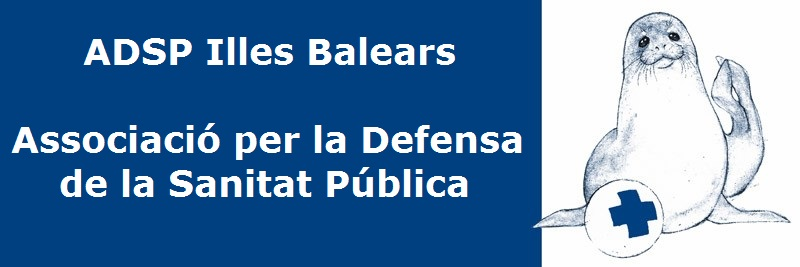 ADSP Illes Balears
Associació per la Defensa
de la Sanitat Pública